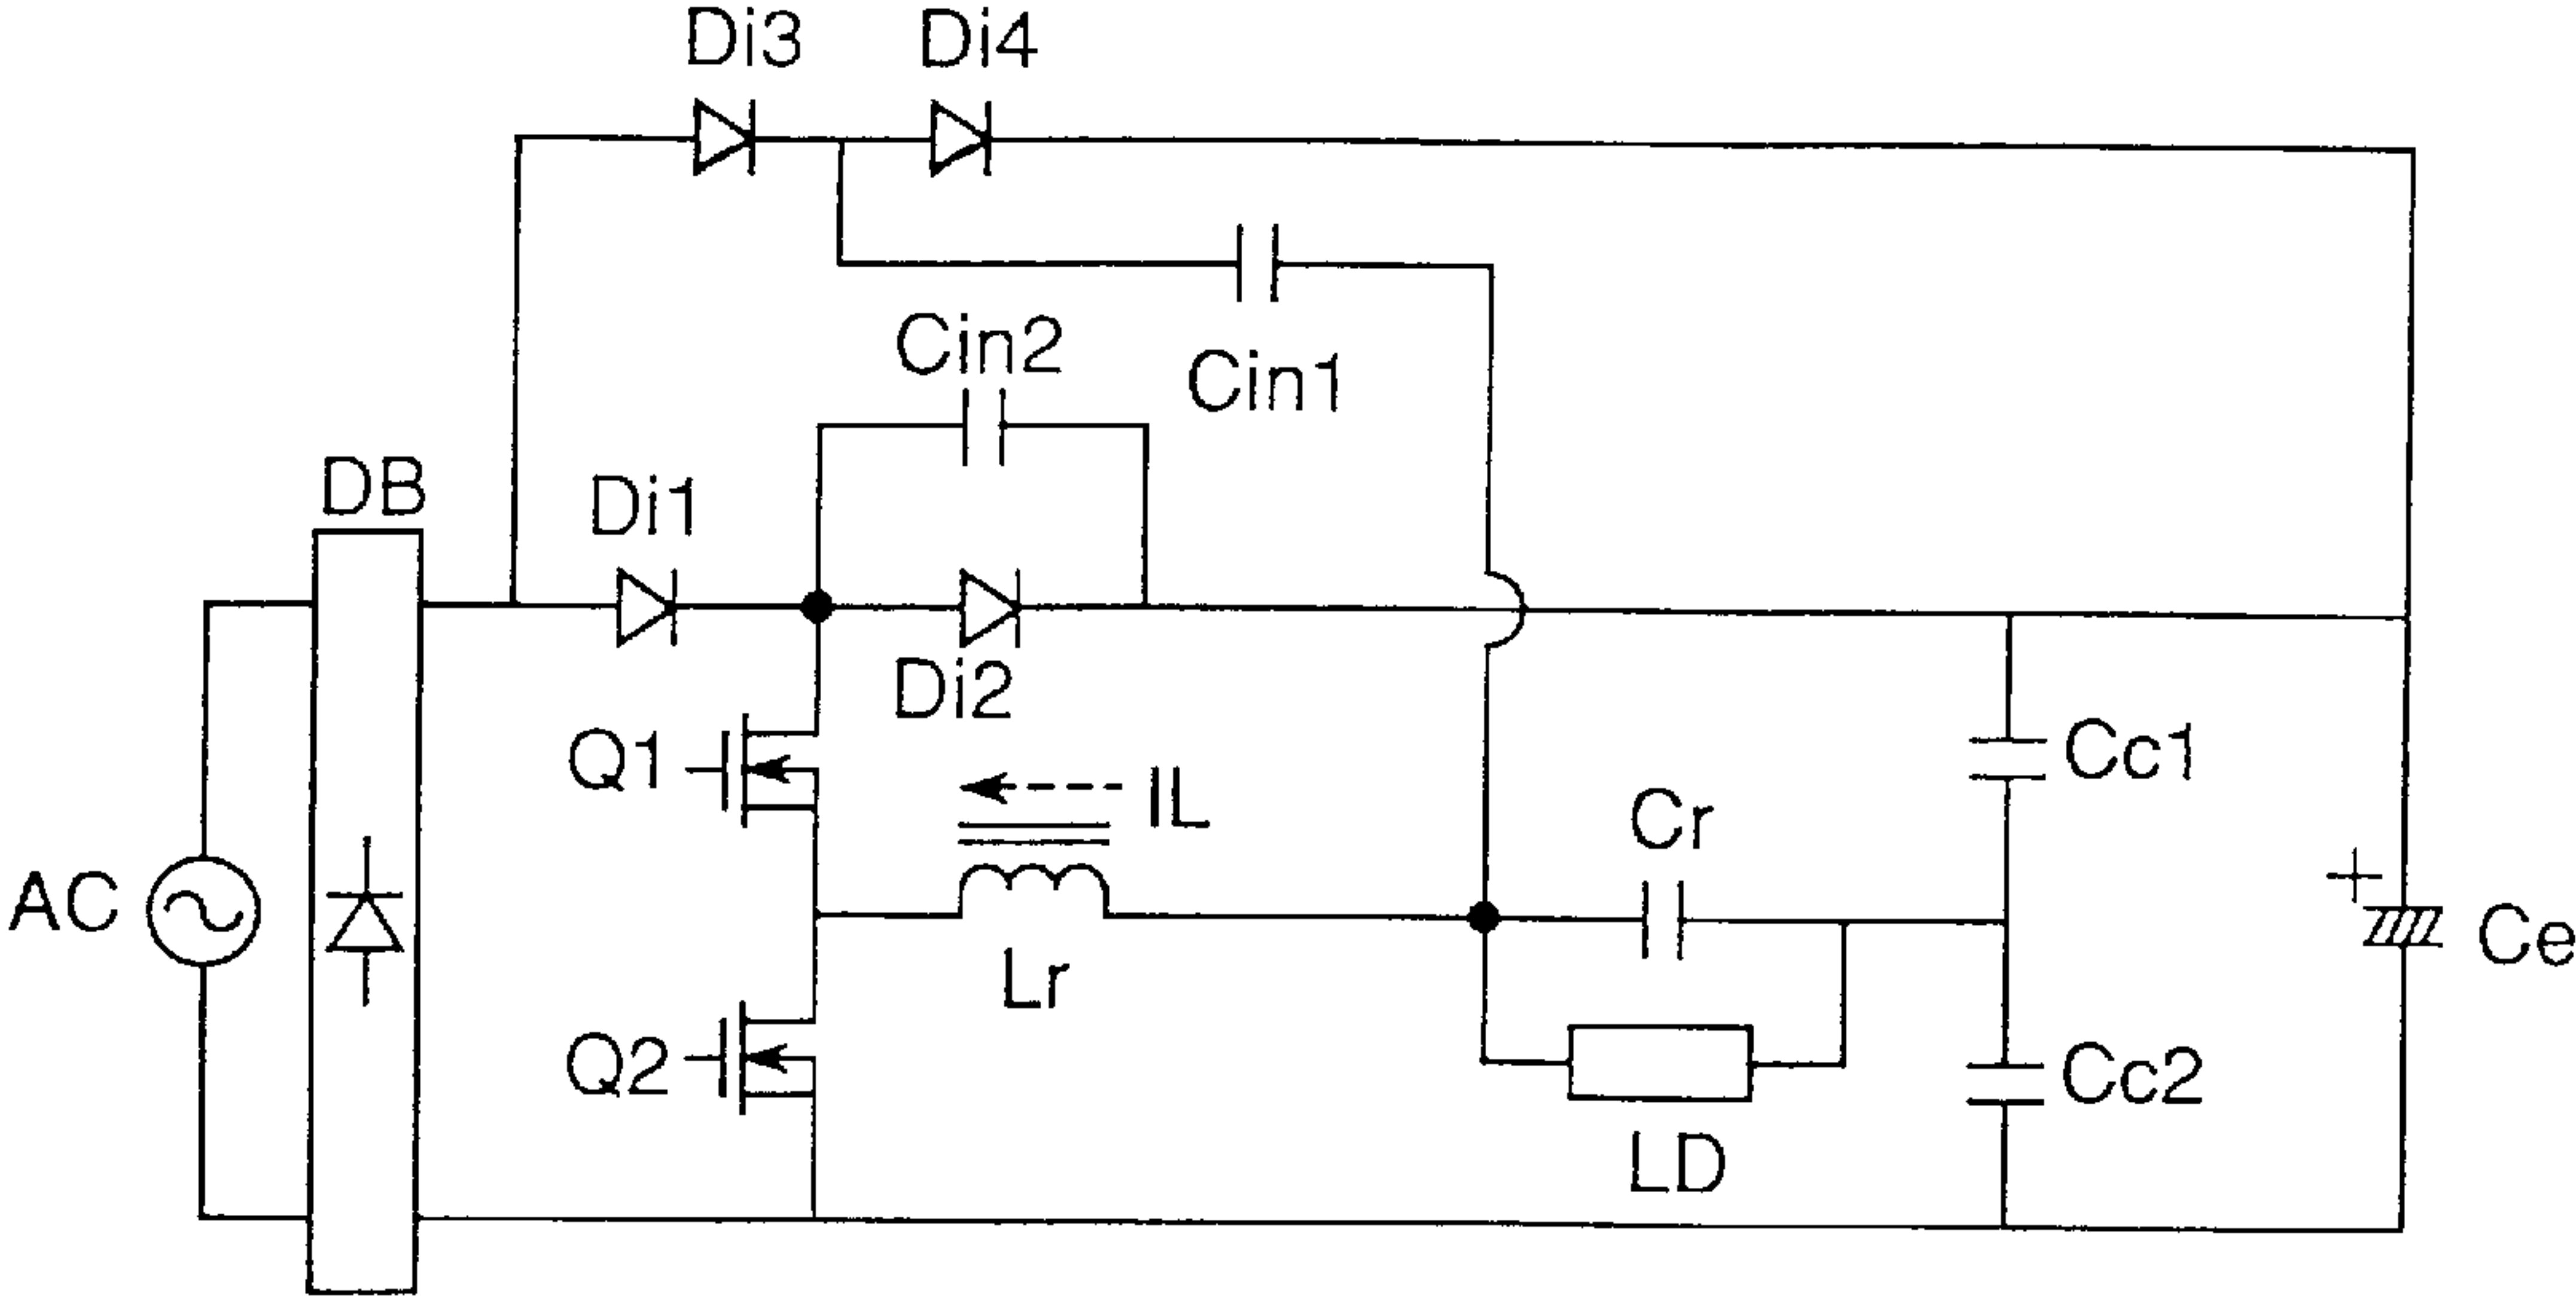 Di3 Di4
Cin2
Cin1
DB
Di1
Di2
Q1
IL
Cc1
Cr
AC
+
Ce
Lr
Q2
Cc2
LD